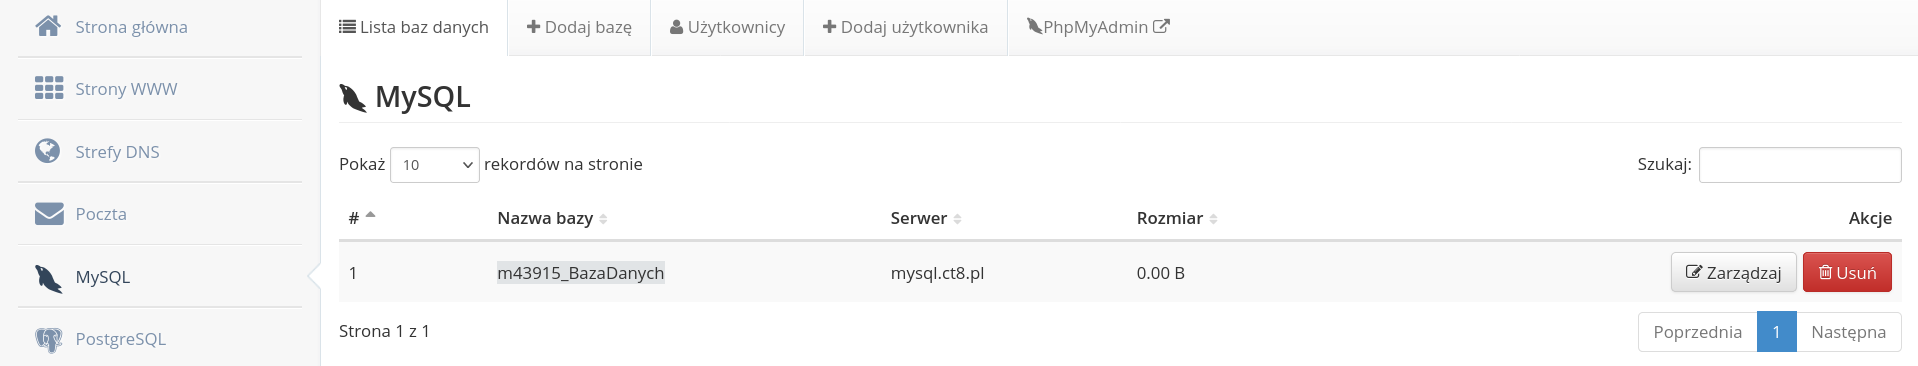 Strona główna
Strony WWW
Strefy DNS
Poczta
MySQL
PostgreSQL
Lista baz danych Dodaj bazę Użytkownicy Dodaj użytkownika PhpMyAdmin
MySQL
Pokaż 10 rekordów na stronie Szukaj:
# Nazwa bazy Serwer Rozmiar Akcje
1 m43915_BazaDanych mysql.ct8.pl 0.00 B Zarządzaj Usuń
Strona 1 z 1 Poprzednia 1 Następna